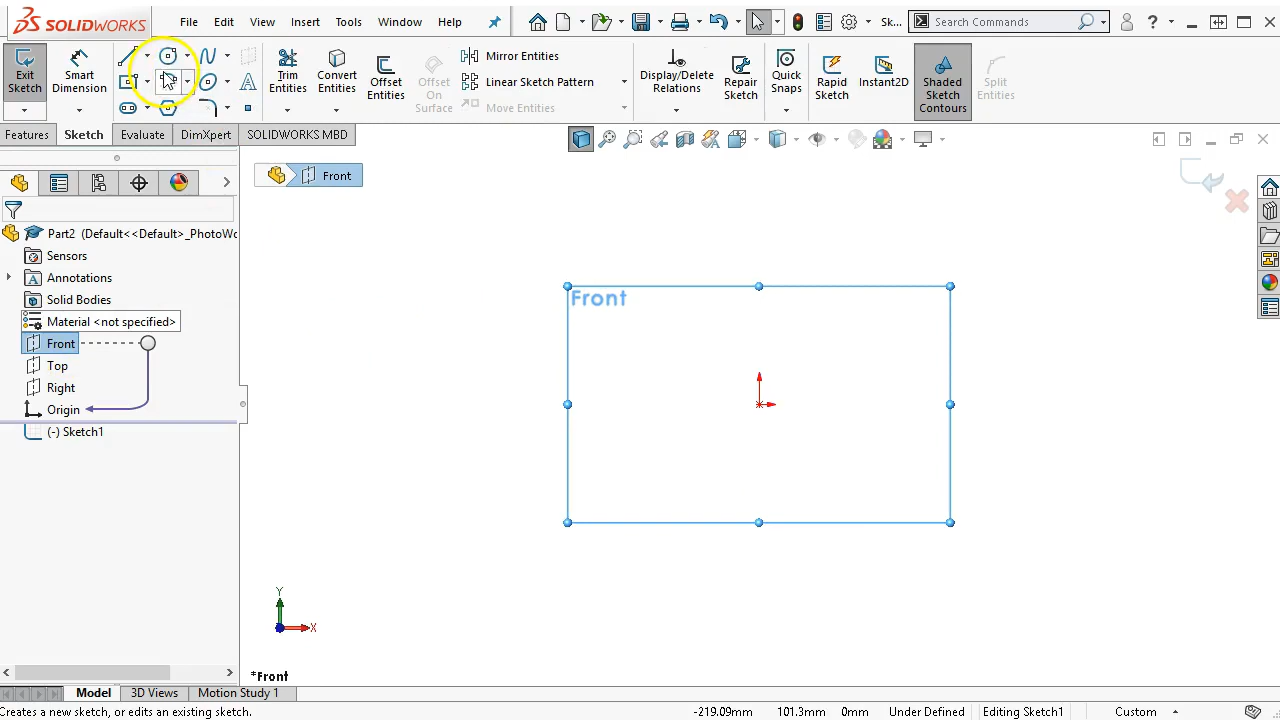 SOLIDWORKS
File Edit View Insert Tools Window Help
Sk...
Search Commands
Exit Sketch
Smart Dimension
Trim Entities
Convert Entities
Offset Entities
Offset On Surface
Mirror Entities
Linear Sketch Pattern
Move Entities
Display/Delete Relations
Repair Sketch
Quick Snaps
Rapid Sketch
Instant2D
Shaded Sketch Contours
Split Entities
Features Sketch Evaluate DimXpert SOLIDWORKS MBD
Front
Part2 (Default<<Default>_PhotoWo
Sensors
Annotations
Solid Bodies
Material <not specified>
Front
Top
Right
Origin
(-) Sketch1
Front
Y
X
*Front
Model 3D Views Motion Study 1
Creates a new sketch, or edits an existing sketch.
-219.09mm 101.3mm 0mm Under Defined Editing Sketch1 Custom